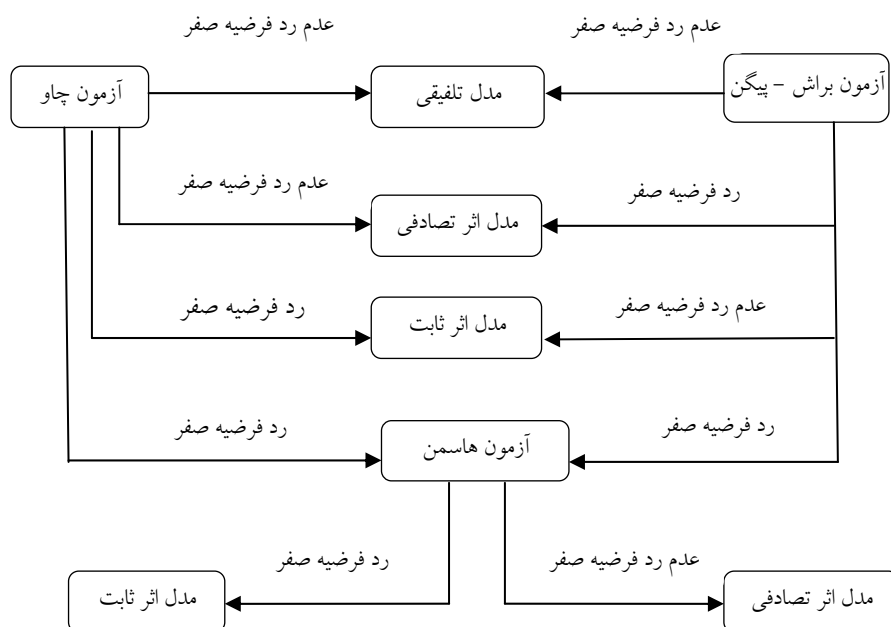 عدم رد فرضیه صفر
عدم رد فرضیه صفر
آزمون براش – پیگن
مدل تلفیقی
آزمون چاو
رد فرضیه صفر
عدم رد فرضیه صفر
مدل اثر تصادفی
عدم رد فرضیه صفر
رد فرضیه صفر
مدل اثر ثابت
رد فرضیه صفر
رد فرضیه صفر
آزمون هاسمن
عدم رد فرضیه صفر
رد فرضیه صفر
مدل اثر تصادفی
مدل اثر ثابت